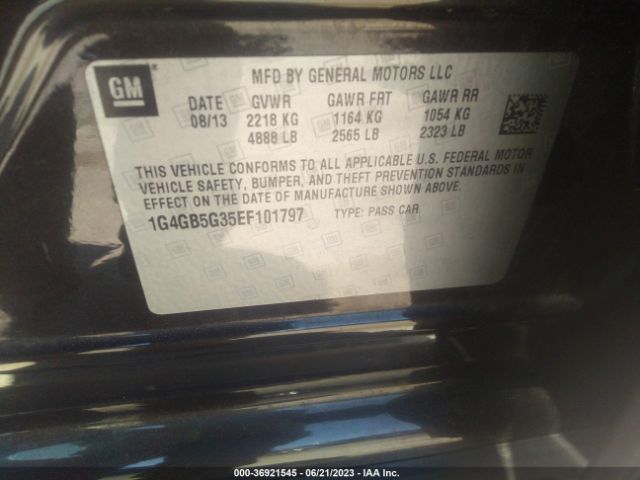 GM
MFD BY GENERAL MOTORS LLC
DATE GVWR GAWR FRT GAWR RR
08/13 2218 KG 1164 KG 1054 KG
4888 LB 2565 LB 2323 LB
THIS VEHICLE CONFORMS TO ALL APPLICABLE U.S. FEDERAL MOTOR
VEHICLE SAFETY, BUMPER, AND THEFT PREVENTION STANDARDS IN
EFFECT ON THE DATE OF MANUFACTURE SHOWN ABOVE.
1G4GB5G35EF101797 TYPE: PASS CAR
000-36921545 - 06/21/2023 - IAA Inc.